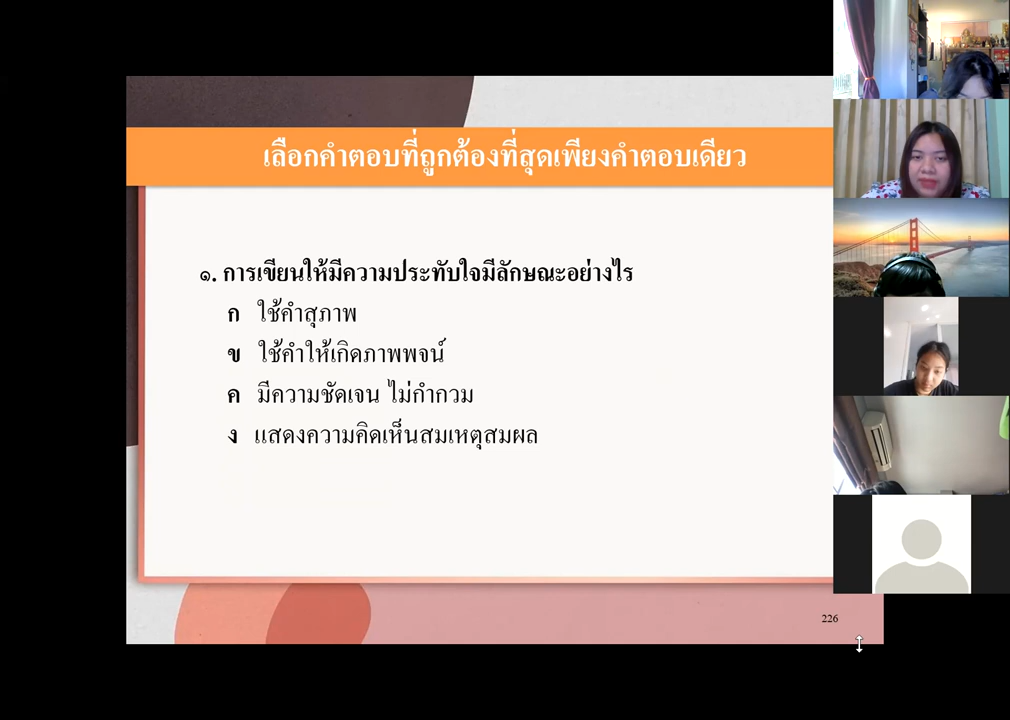 เลือกคำตอบที่ถูกต้องที่สุดเพียงคำตอบเดียว
๑. การเขียนให้มีความประทับใจมีลักษณะอย่างไร
ก ใช้คำสุภาพ
ข ใช้คำให้เกิดภาพพจน์
ค มีความชัดเจน ไม่กำกวม
ง แสดงความคิดเห็นสมเหตุสมผล
226